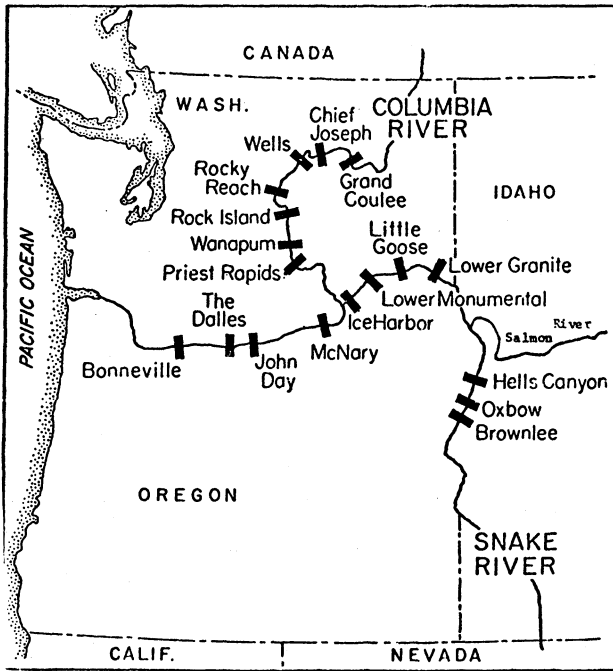 CANADA
WASH.
Chief
Joseph
COLUMBIA
RIVER
Wells
Grand
Coulee
Rocky
Reach
IDAHO
Rock Island
Little
Goose
Wanapum
Lower Granite
Priest Rapids
Lower Monumental
PACIFIC OCEAN
The
Dalles
IceHarbor
Salmon River
Bonneville
John
Day
McNary
Hells Canyon
Oxbow
Brownlee
OREGON
SNAKE
RIVER
CALIF.
NEVADA